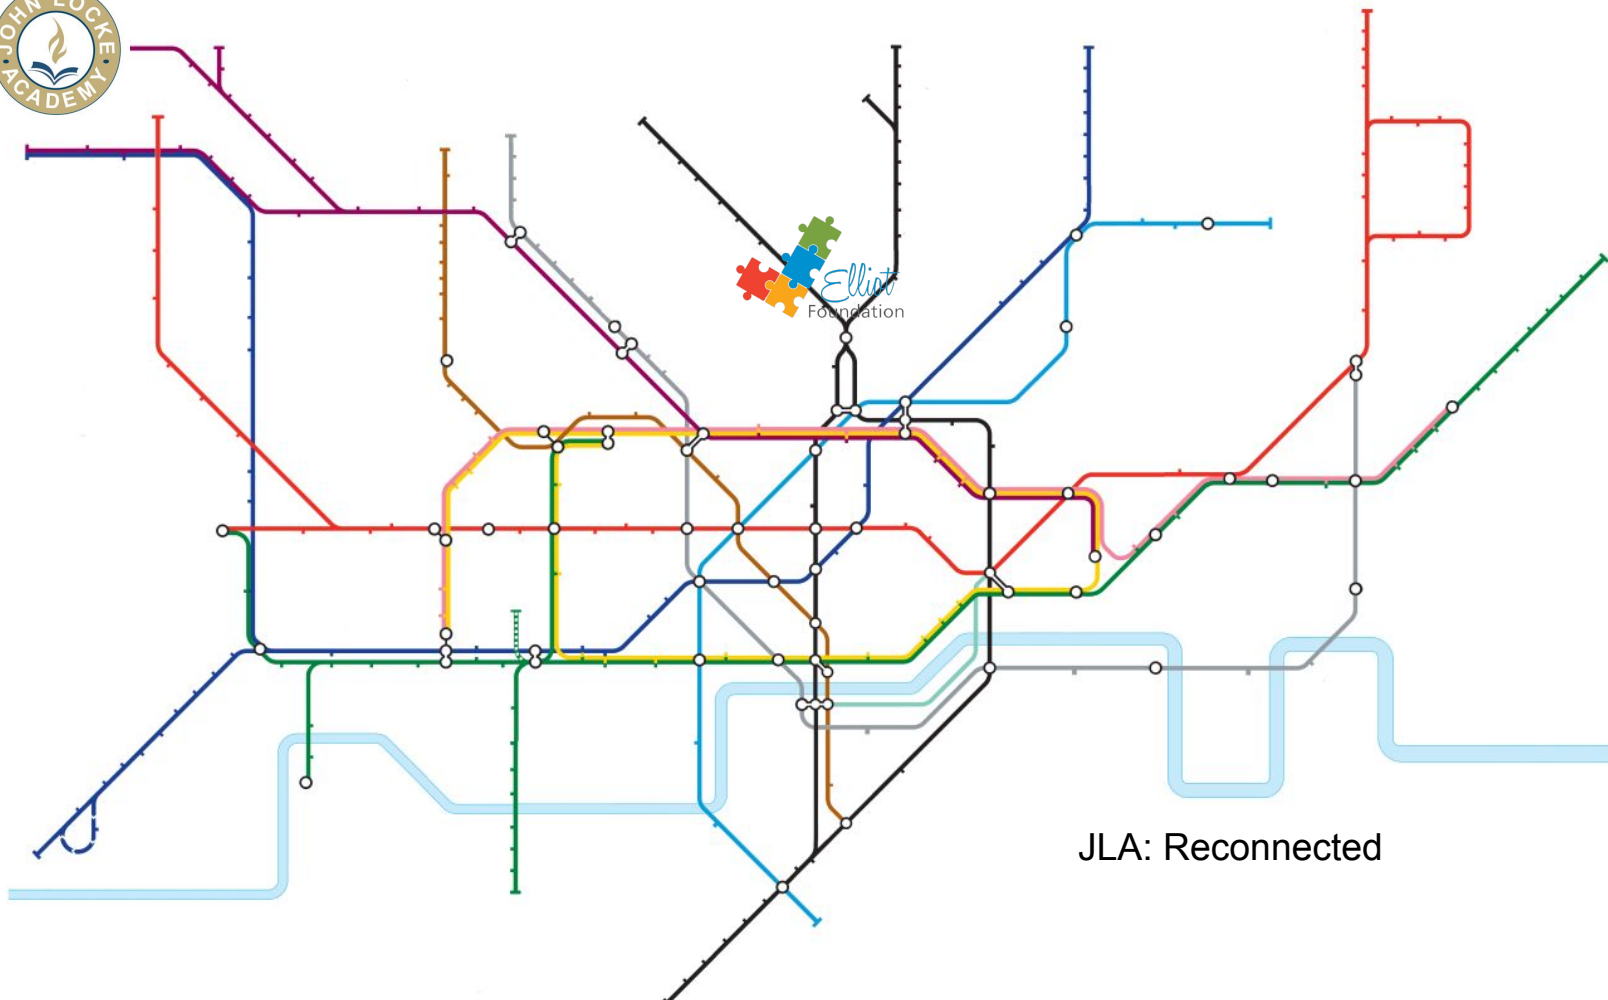 JOHN LOCKE
ACADEMY
Elliot
Foundation
JLA: Reconnected